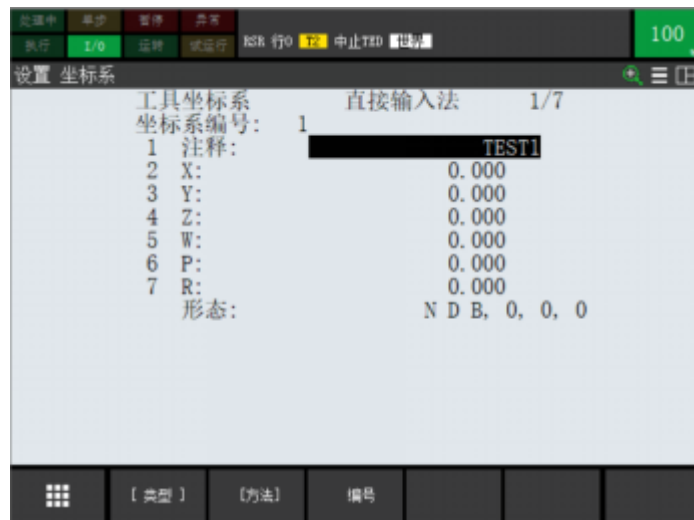 处理中 单步 暂停 异常
执行 I/O 运转 试运行 RSR 行0 T2 中止TED 世界 100
设置 坐标系
工具坐标系 直接输入法 1/7
坐标系编号: 1
1 注释: TEST1
2 X: 0.000
3 Y: 0.000
4 Z: 0.000
5 W: 0.000
6 P: 0.000
7 R: 0.000
形态: N D B, 0, 0, 0
[ 类型 ] [方法] 编号